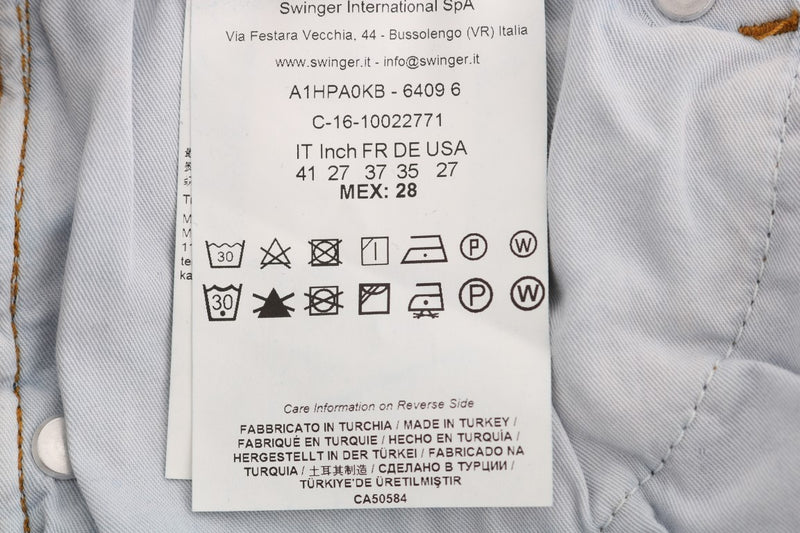 Swinger International SpA
Via Festara Vecchia, 44 - Bussolengo (VR) Italia
www.swinger.it - info@swinger.it
A1HPA0KB - 6409 6
C-16-10022771
IT Inch FR DE USA
41 27 37 35 27
MEX: 28
30 P W
30 P W
Care Information on Reverse Side
FABBRICATO IN TURCHIA / MADE IN TURKEY /
FABRIQUÉ EN TURQUIE / HECHO EN TURQUÍA /
HERGESTELLT IN DER TÜRKEI / FABRICADO NA
TURQUIA / 土耳其制造 / СДЕЛАНО В ТУРЦИИ /
TÜRKİYE'DE ÜRETILMIŞTIR
CA50584